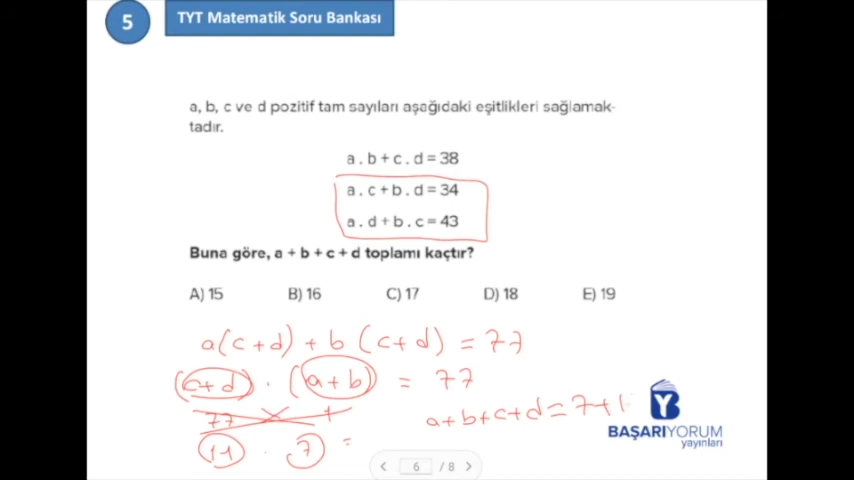 5
TYT Matematik Soru Bankası
a, b, c ve d pozitif tam sayıları aşağıdaki eşitlikleri sağlamak-
tadır.
a . b + c . d = 38
a . c + b . d = 34
a . d + b . c = 43
Buna göre, a + b + c + d toplamı kaçtır?
A) 15 B) 16 C) 17 D) 18 E) 19
a(c+d) + b(c+d) = 77
(c+d) . (a+b) = 77
77 1
a+b+c+d = 7+1
11 . 7 =
BAŞARIYORUM
yayınları
6 / 8